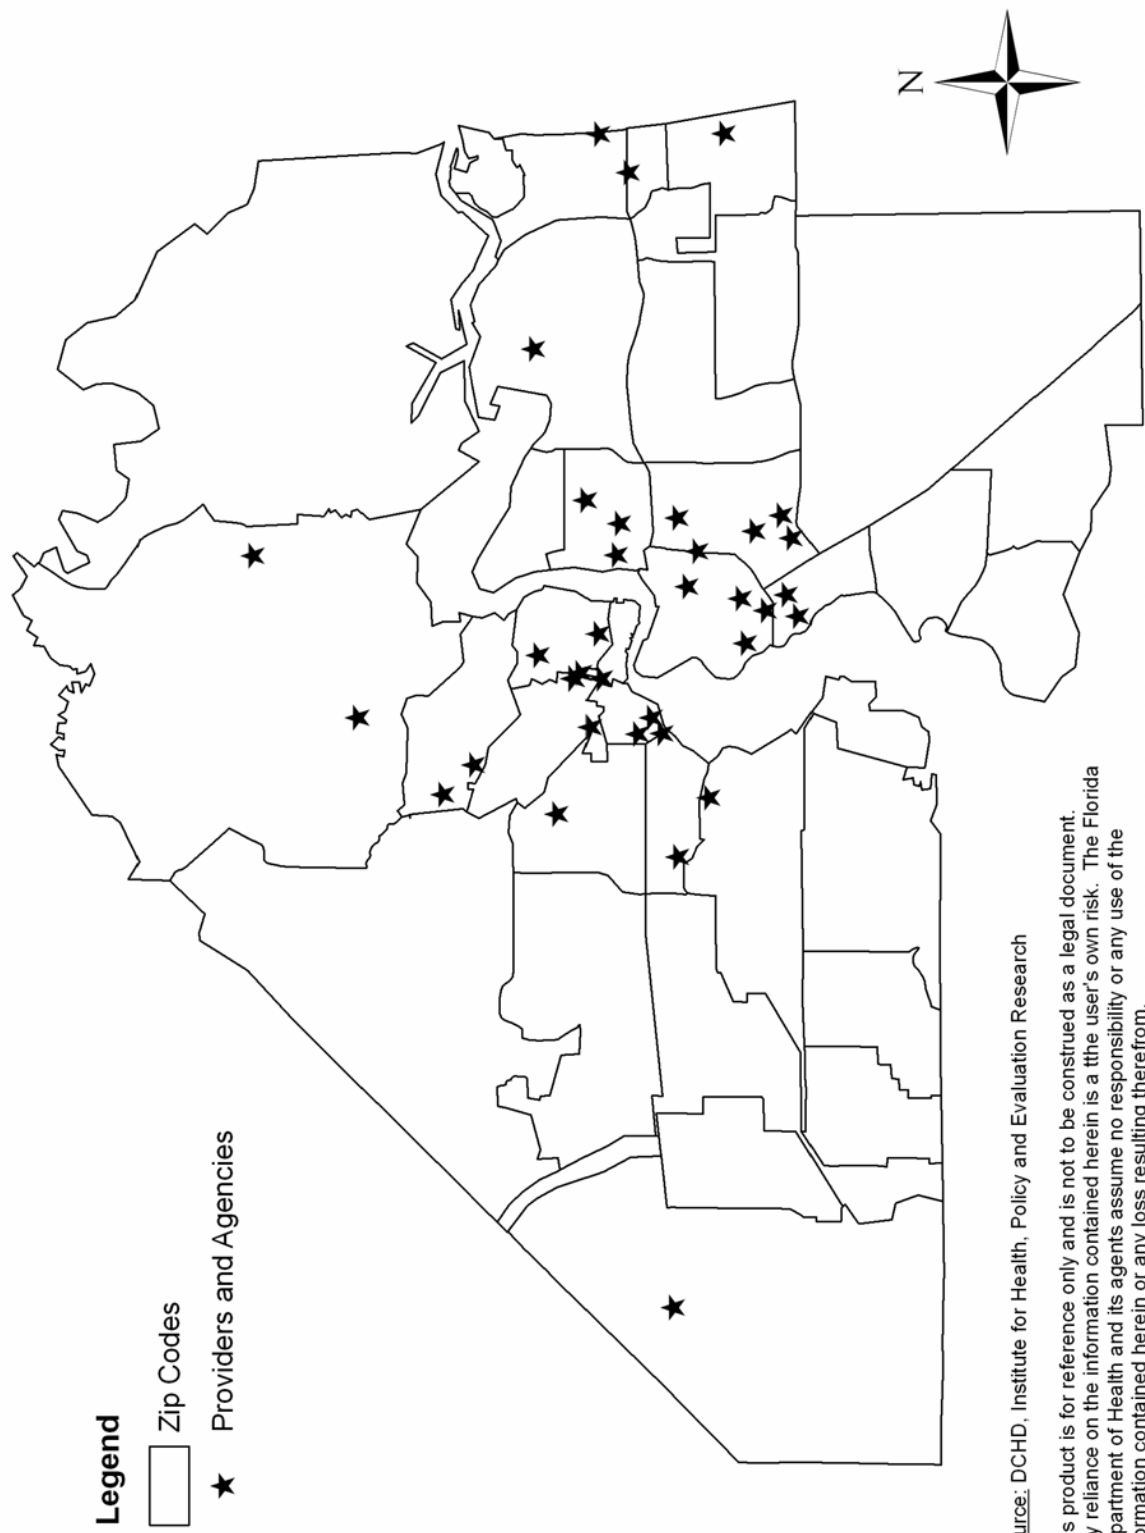 Legend
Zip Codes
Providers and Agencies
N
urce: DCHD, Institute for Health, Policy and Evaluation Research
s product is for reference only and is not to be construed as a legal document.
y reliance on the information contained herein is a tthe user's own risk. The Florida
partment of Health and its agents assume no responsibility or any use of the
ormation contained herein or any loss resulting therefrom.